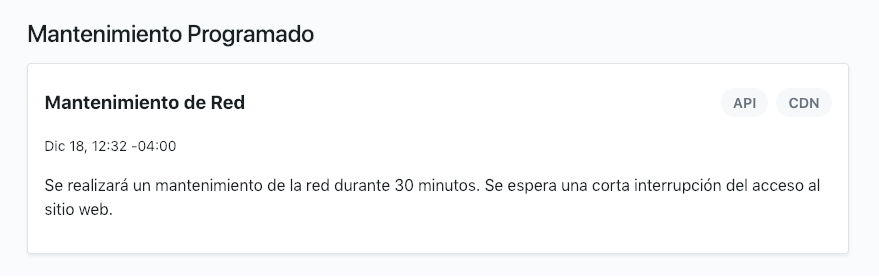 Mantenimiento Programado
Mantenimiento de Red
API
CDN
Dic 18, 12:32 -04:00
Se realizará un mantenimiento de la red durante 30 minutos. Se espera una corta interrupción del acceso al
sitio web.